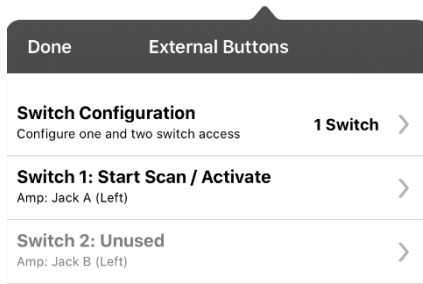 Done External Buttons
Switch Configuration
Configure one and two switch access
1 Switch
Switch 1: Start Scan / Activate
Amp: Jack A (Left)
Switch 2: Unused
Amp: Jack B (Left)